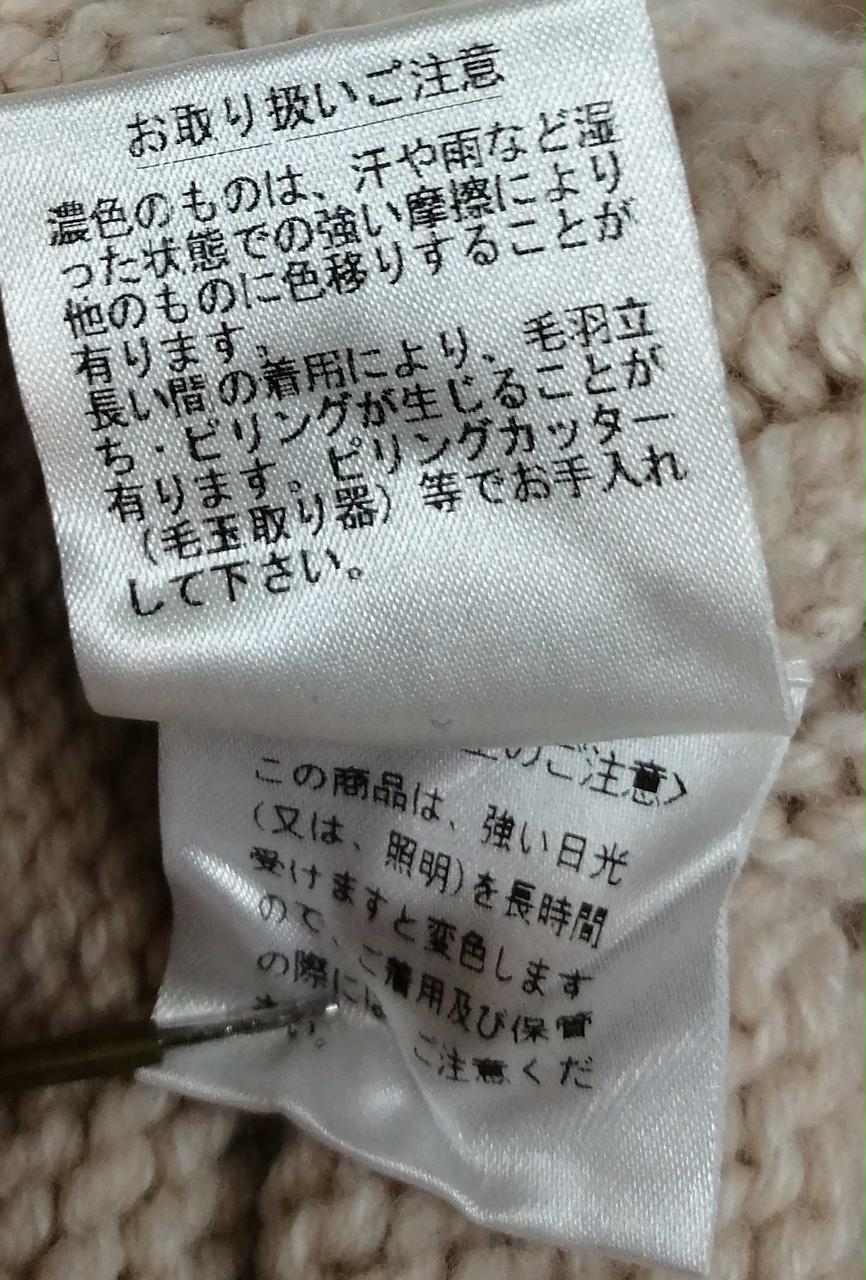 お取り扱いご注意
濃色のものは、汗や雨など湿
った状態での強い摩擦により
他のものに色移りすることが
有ります。
長い間の着用により、毛羽立
ち・ピリングが生じることが
有ります。ピリングカッター
（毛玉取り器）等でお手入れ
して下さい。
のご注意>
この商品は、強い日光
(又は、照明)を長時間
受けますと変色します
ので、ご着用及び保管
の際には ご注意くだ
さい。